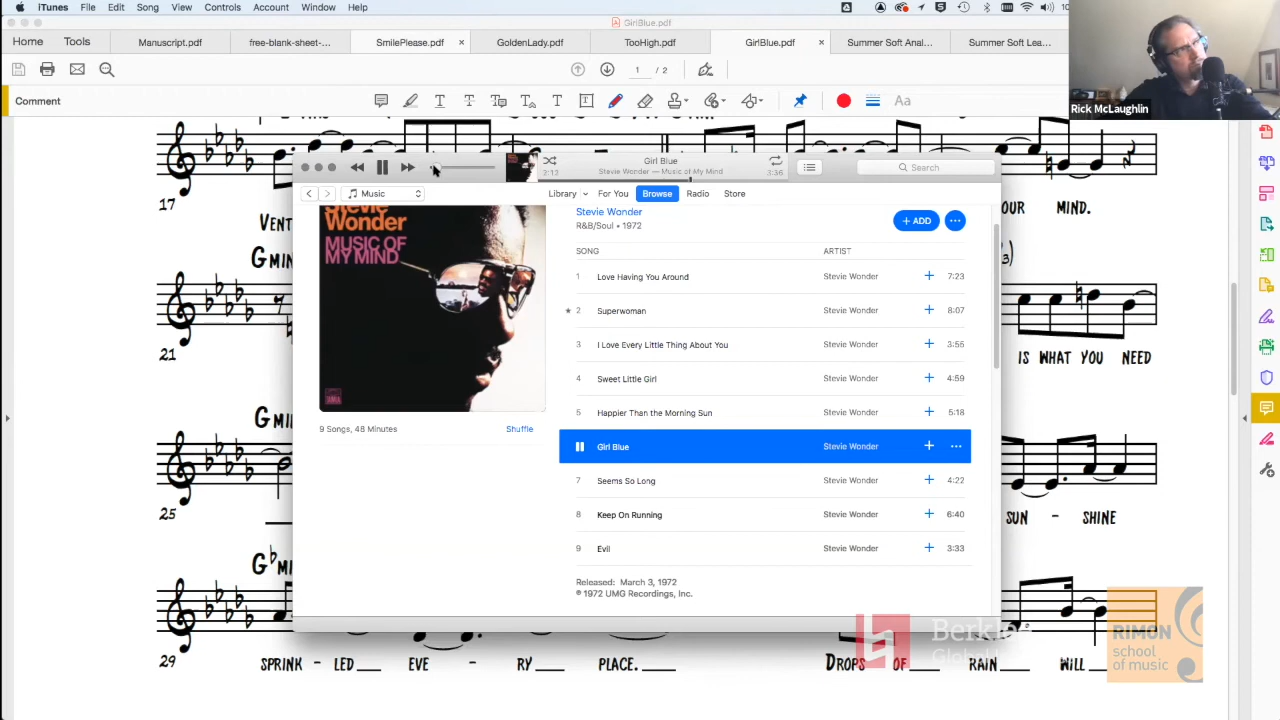 iTunes File Edit Song View Controls Account Window Help
GirlBlue.pdf
Home Tools Manuscript.pdf free-blank-sheet-... SmilePlease.pdf × GoldenLady.pdf TooHigh.pdf GirlBlue.pdf × Summer Soft Anal... Summer Soft Lea...
1 / 2
Comment
Aa
Rick McLaughlin
Girl Blue
2:12 Stevie Wonder — Music of My Mind 3:36
Search
Music Library For You Browse Radio Store
Stevie Wonder
MUSIC OF MY MIND
Stevie Wonder
R&B/Soul • 1972
+ ADD
SONG ARTIST
1 Love Having You Around Stevie Wonder 7:23
★ 2 Superwoman Stevie Wonder 8:07
3 I Love Every Little Thing About You Stevie Wonder 3:55
4 Sweet Little Girl Stevie Wonder 4:59
5 Happier Than the Morning Sun Stevie Wonder 5:18
Girl Blue Stevie Wonder
7 Seems So Long Stevie Wonder 4:22
8 Keep On Running Stevie Wonder 6:40
9 Evil Stevie Wonder 3:33
9 Songs, 48 Minutes Shuffle
Released: March 3, 1972
℗ 1972 UMG Recordings, Inc.
17
VENT
OUR MIND.
GMIN
21
IS WHAT YOU NEED
GMIN
25
SUN - SHINE
G♭M
29
SPRINK - LED EVE - RY PLACE. DROPS OF RAIN WILL
Berklee
RIMON
school
of music